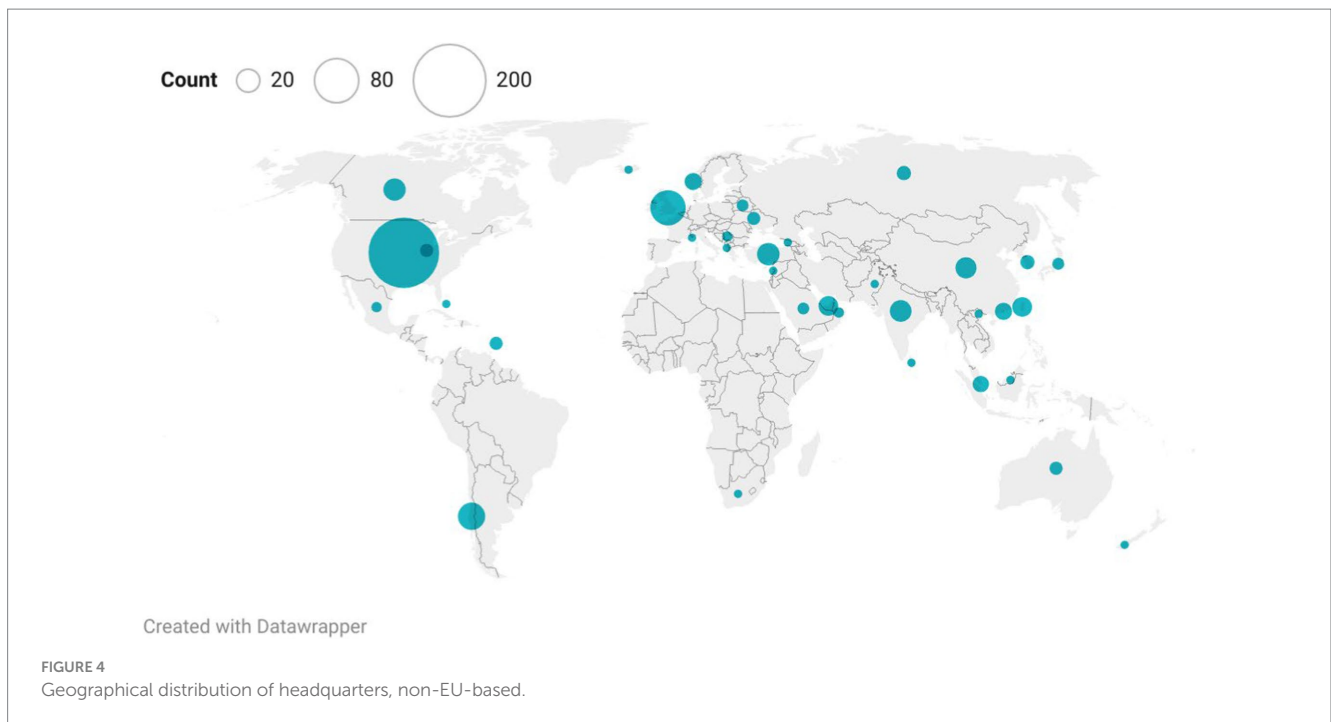 Count 20 80 200
Created with Datawrapper
FIGURE 4
Geographical distribution of headquarters, non-EU-based.